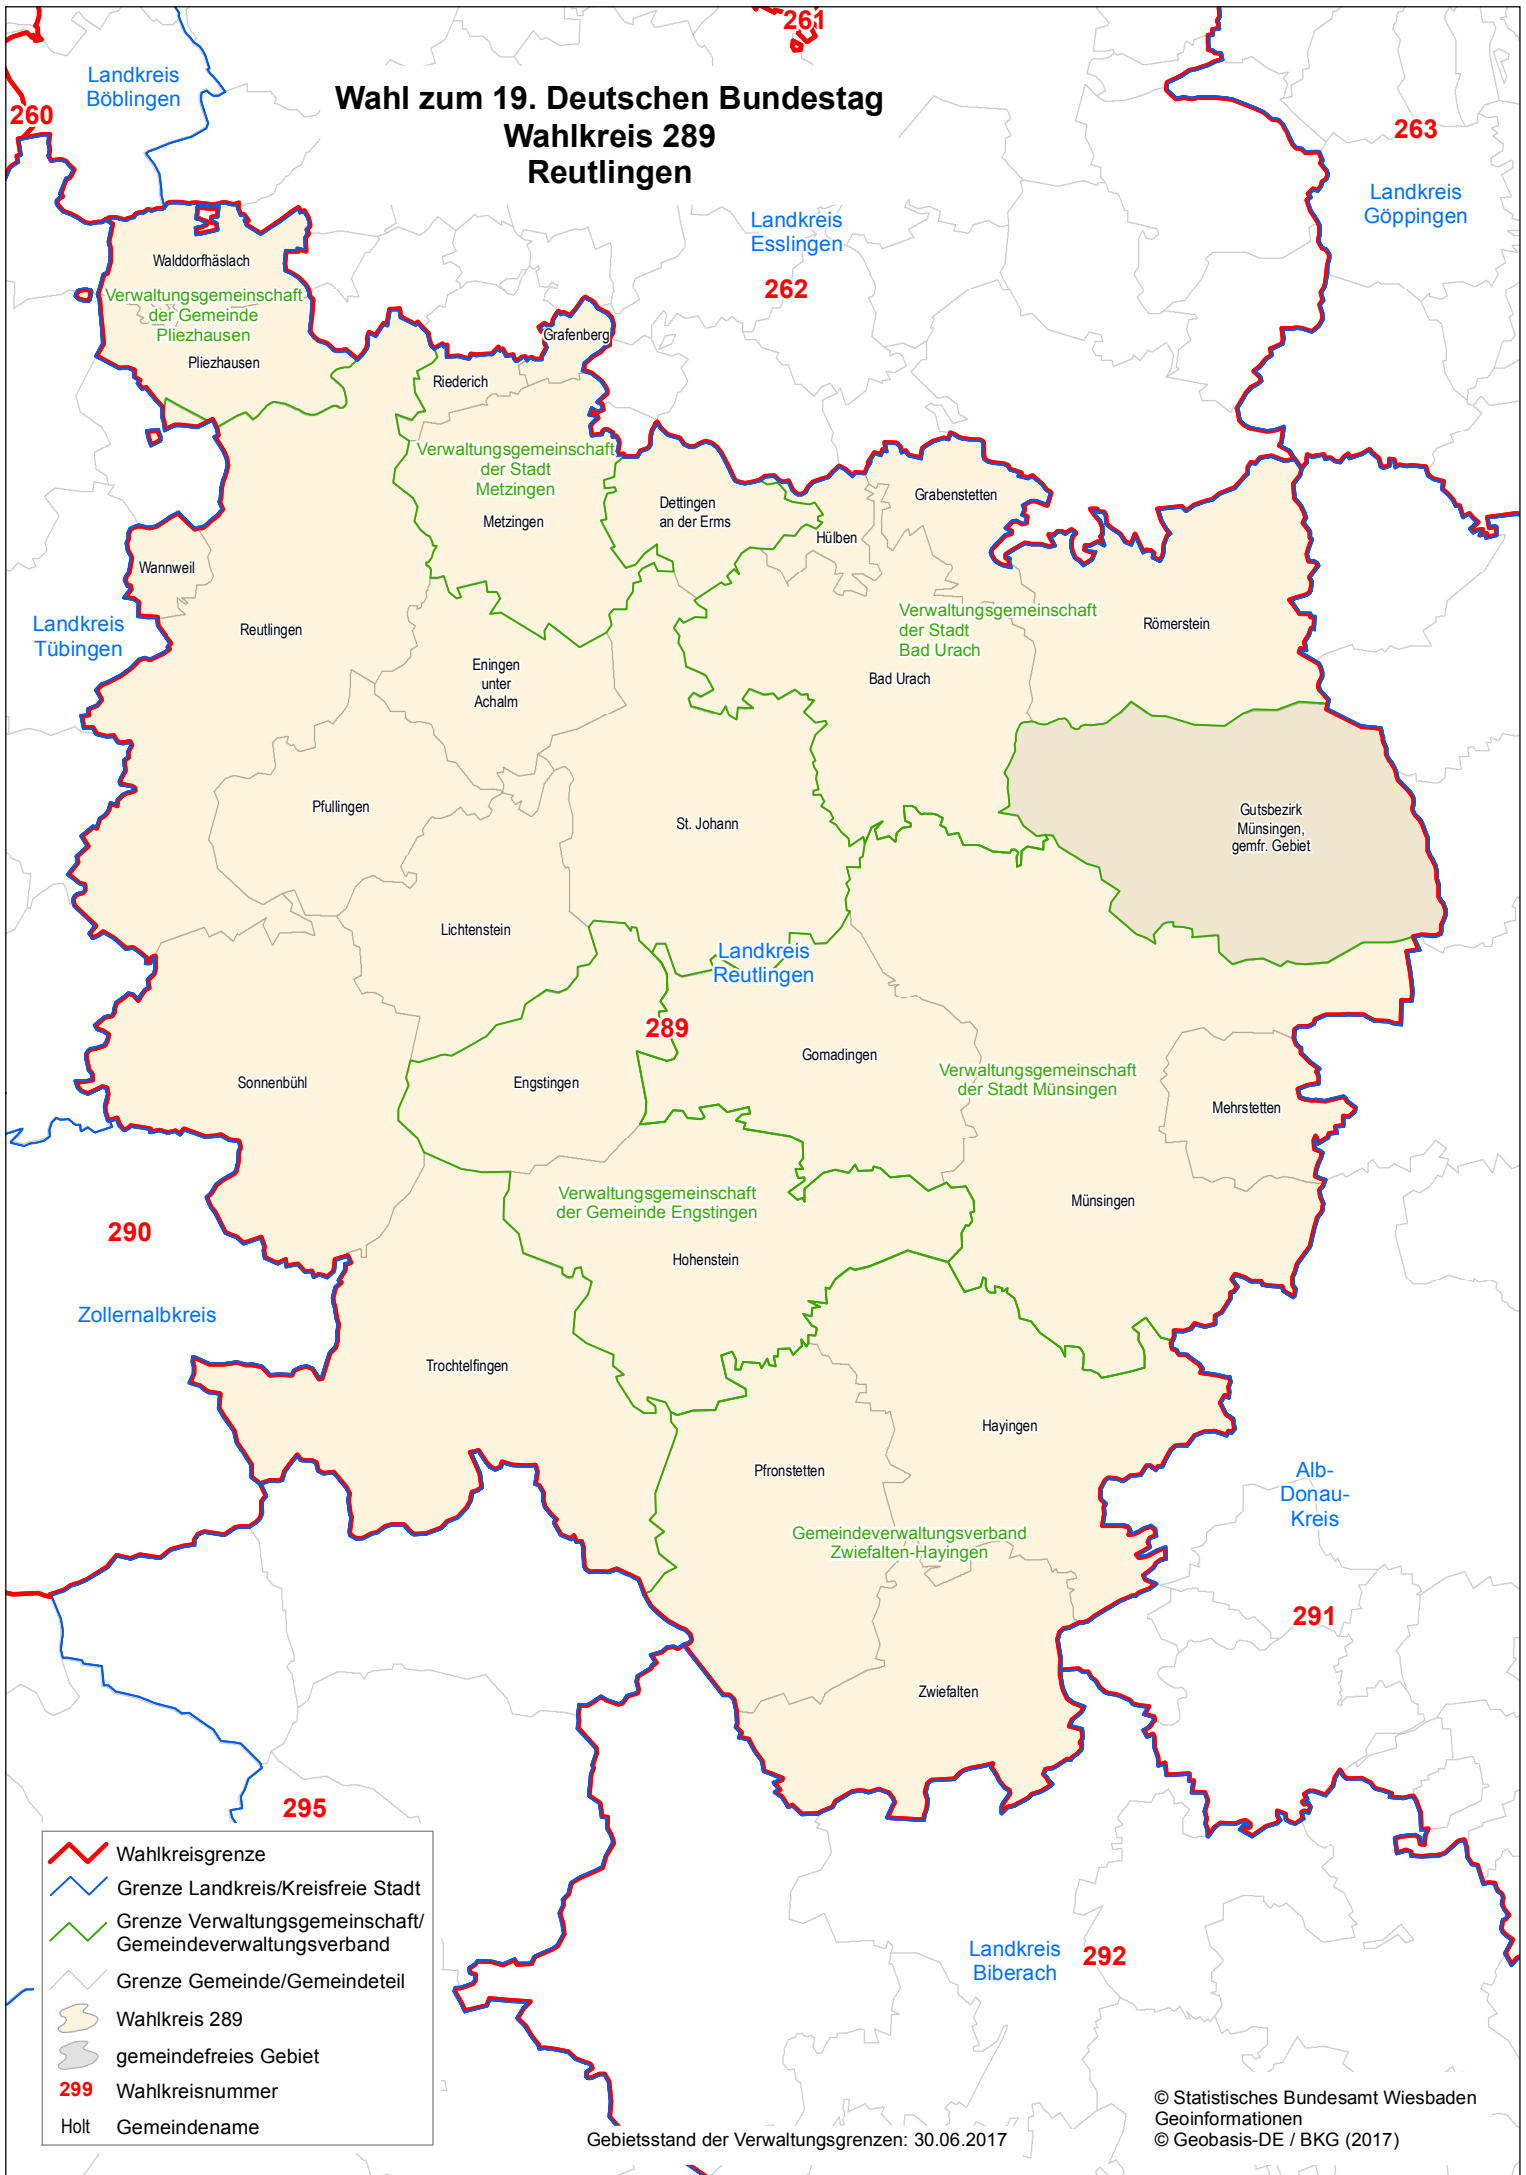 261
Landkreis
Böblingen
Wahl zum 19. Deutschen Bundestag
Wahlkreis 289
Reutlingen
260
263
Landkreis
Göppingen
Landkreis
Esslingen
262
Walddorfhäslach
Verwaltungsgemeinschaft
der Gemeinde
Pliezhausen
Pliezhausen
Grafenberg
Riederich
Verwaltungsgemeinschaft
der Stadt
Metzingen
Metzingen
Dettingen
an der Erms
Grabenstetten
Hülben
Wannweil
Landkreis
Tübingen
Reutlingen
Verwaltungsgemeinschaft
der Stadt
Bad Urach
Bad Urach
Römerstein
Eningen
unter
Achalm
Pfullingen
St. Johann
Gutsbezirk
Münsingen,
gemfr. Gebiet
Lichtenstein
Landkreis
Reutlingen
289
Gomadingen
Sonnenbühl
Engstingen
Verwaltungsgemeinschaft
der Stadt Münsingen
Mehrstetten
Verwaltungsgemeinschaft
der Gemeinde Engstingen
Münsingen
290
Hohenstein
Zollernalbkreis
Trochtelfingen
Hayingen
Pfronstetten
Alb-
Donau-
Kreis
Gemeindeverwaltungsverband
Zwiefalten-Hayingen
291
Zwiefalten
295
Wahlkreisgrenze
Grenze Landkreis/Kreisfreie Stadt
Grenze Verwaltungsgemeinschaft/
Gemeindeverwaltungsverband
Grenze Gemeinde/Gemeindeteil
Wahlkreis 289
gemeindefreies Gebiet
299 Wahlkreisnummer
Holt Gemeindename
Landkreis
Biberach
292
Gebietsstand der Verwaltungsgrenzen: 30.06.2017
© Statistisches Bundesamt Wiesbaden
Geoinformationen
© Geobasis-DE / BKG (2017)